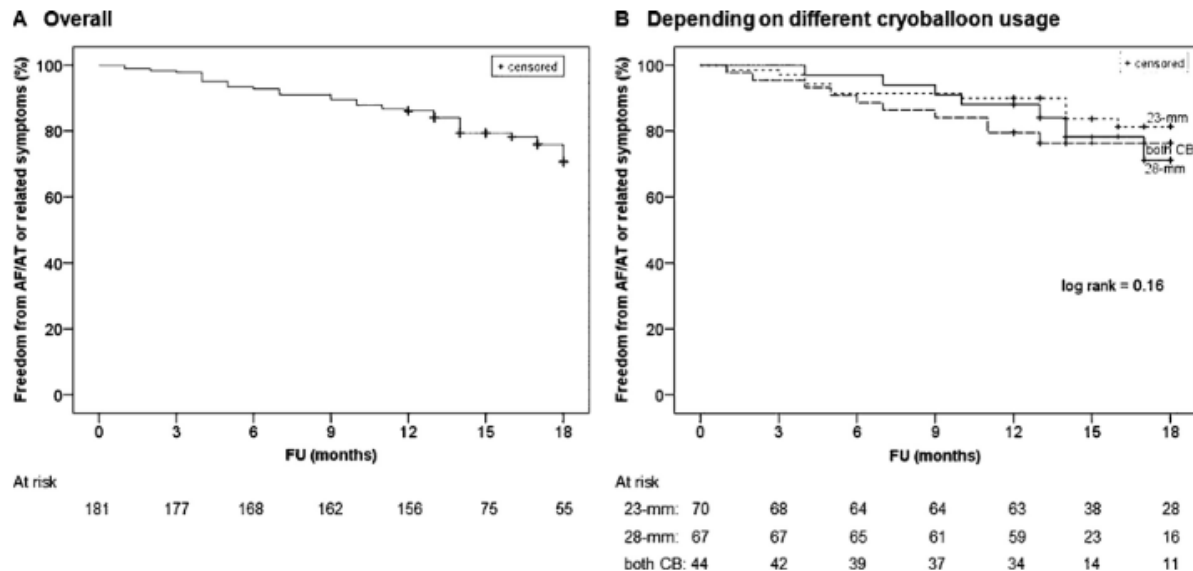 A Overall
Freedom from AF/AT or related symptoms (%)
100
80
60
40
20
0
+ censored
0 3 6 9 12 15 18
FU (months)
At risk
181 177 168 162 156 75 55
B Depending on different cryoballoon usage
Freedom from AF/AT or related symptoms (%)
100
80
60
40
20
0
+ censored
23-mm
both CB
28-mm
log rank = 0.16
0 3 6 9 12 15 18
FU (months)
At risk
23-mm: 70 68 64 64 63 38 28
28-mm: 67 67 65 61 59 23 16
both CB: 44 42 39 37 34 14 11